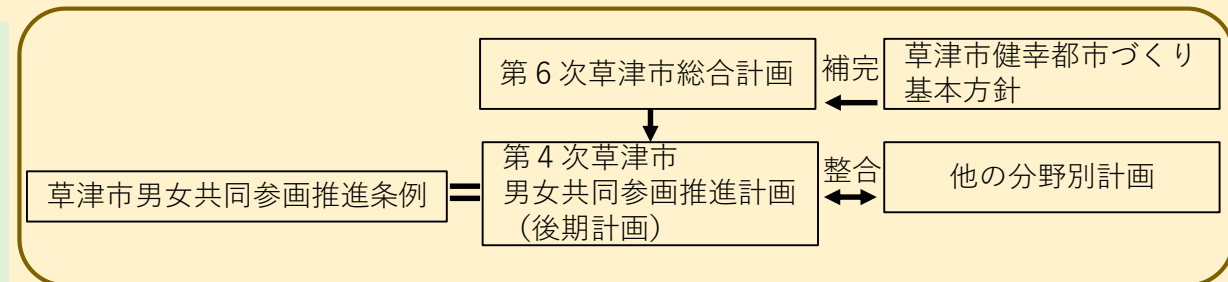 第６次草津市総合計画
補完
草津市健幸都市づくり
基本方針
草津市男女共同参画推進条例
第４次草津市
男女共同参画推進計画
（後期計画）
整合
他の分野別計画